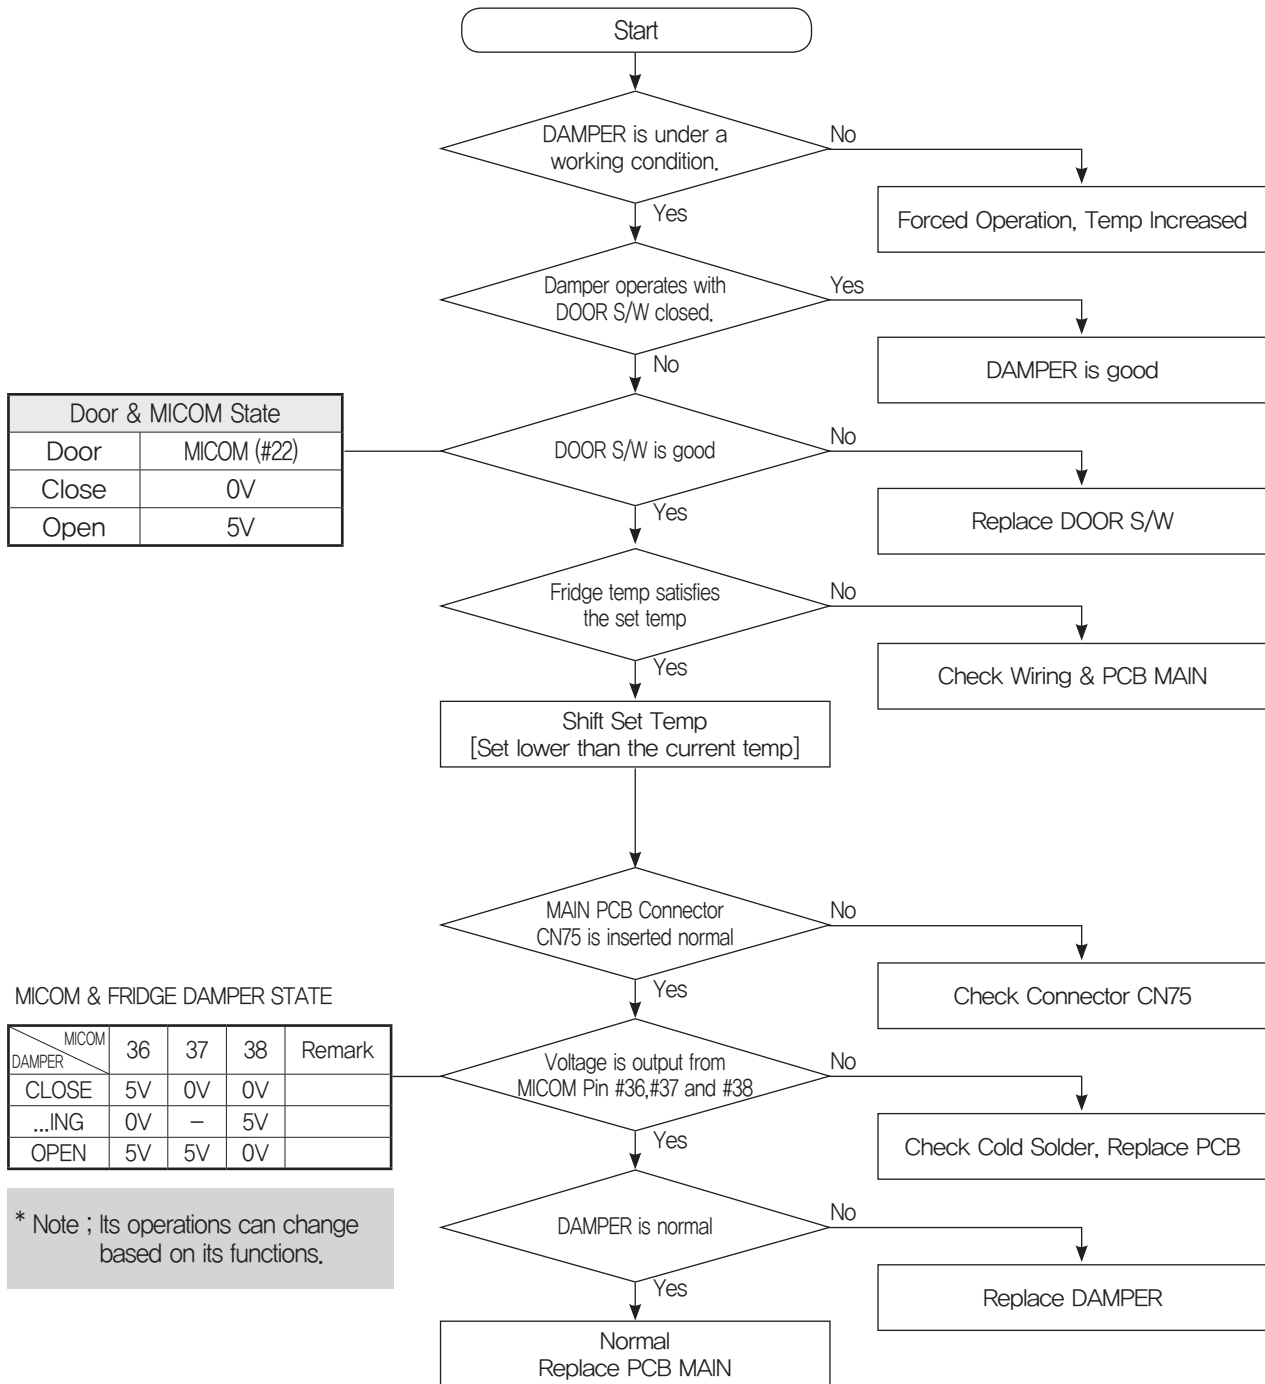 Start
DAMPER is under a
working condition.
No
Forced Operation, Temp Increased
Yes
Damper operates with
DOOR S/W closed.
Yes
DAMPER is good
No
Door & MICOM State
Door MICOM (#22)
Close 0V
Open 5V
DOOR S/W is good
No
Replace DOOR S/W
Yes
Fridge temp satisfies
the set temp
No
Check Wiring & PCB MAIN
Yes
Shift Set Temp
[Set lower than the current temp]
MAIN PCB Connector
CN75 is inserted normal
No
Check Connector CN75
Yes
MICOM & FRIDGE DAMPER STATE
MICOM
DAMPER 36 37 38 Remark
CLOSE 5V 0V 0V
...ING 0V – 5V
OPEN 5V 5V 0V
* Note ; Its operations can change
based on its functions.
Voltage is output from
MICOM Pin #36,#37 and #38
No
Check Cold Solder, Replace PCB
Yes
DAMPER is normal
No
Replace DAMPER
Yes
Normal
Replace PCB MAIN